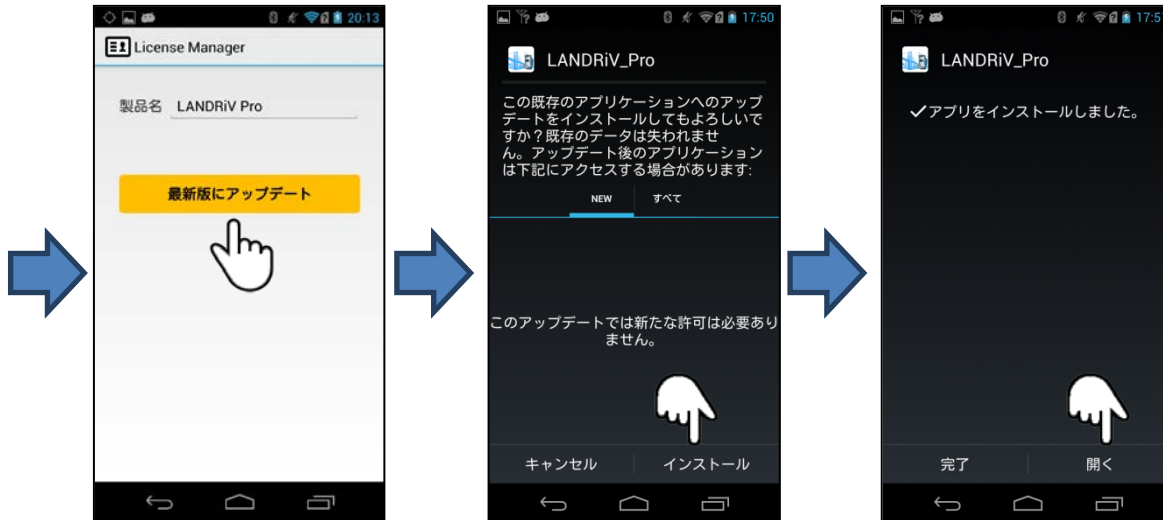 20:13
License Manager
製品名 LANDRiV Pro
最新版にアップデート
17:50
LANDRiV_Pro
この既存のアプリケーションへのアップ
デートをインストールしてもよろしいで
すか？既存のデータは失われませ
ん。アップデート後のアプリケーション
は下記にアクセスする場合があります:
NEW すべて
このアップデートでは新たな許可は必要あり
ません。
キャンセル インストール
17:5
LANDRiV_Pro
✓アプリをインストールしました。
完了 開く